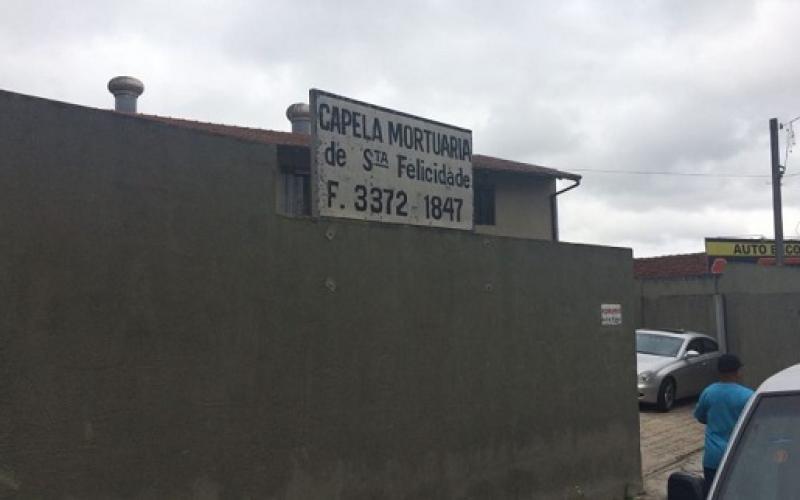 CAPELA MORTUARIA
de STA Felicidade
F. 3372 1847
AUTO